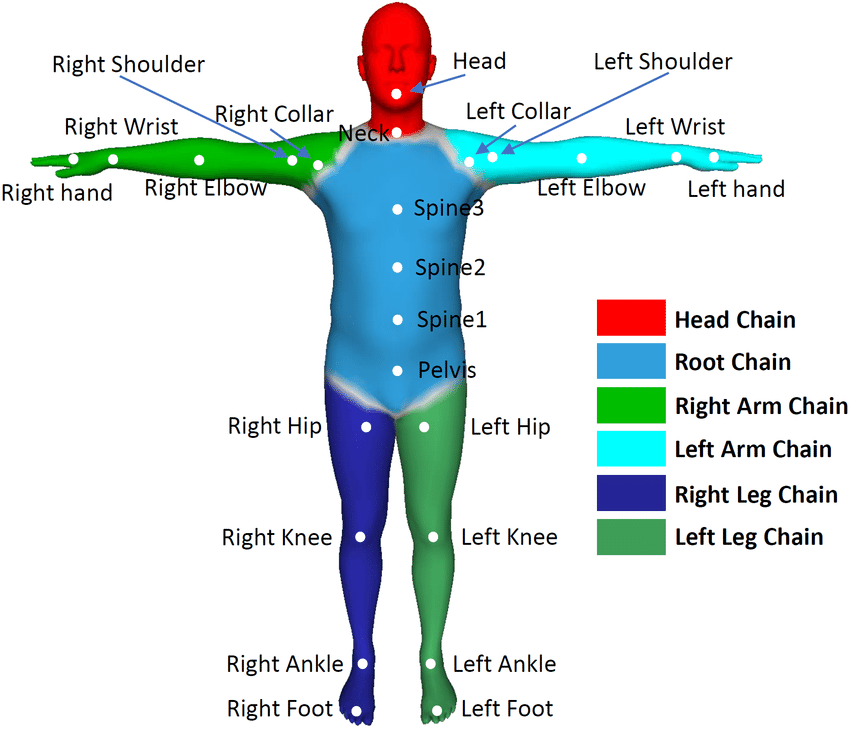 Head
Right Shoulder
Left Shoulder
Right Collar
Left Collar
Right Wrist
Neck
Left Wrist
Right hand
Right Elbow
Left Elbow
Left hand
Spine3
Spine2
Spine1
Pelvis
Right Hip
Left Hip
Right Knee
Left Knee
Right Ankle
Left Ankle
Right Foot
Left Foot
Head Chain
Root Chain
Right Arm Chain
Left Arm Chain
Right Leg Chain
Left Leg Chain